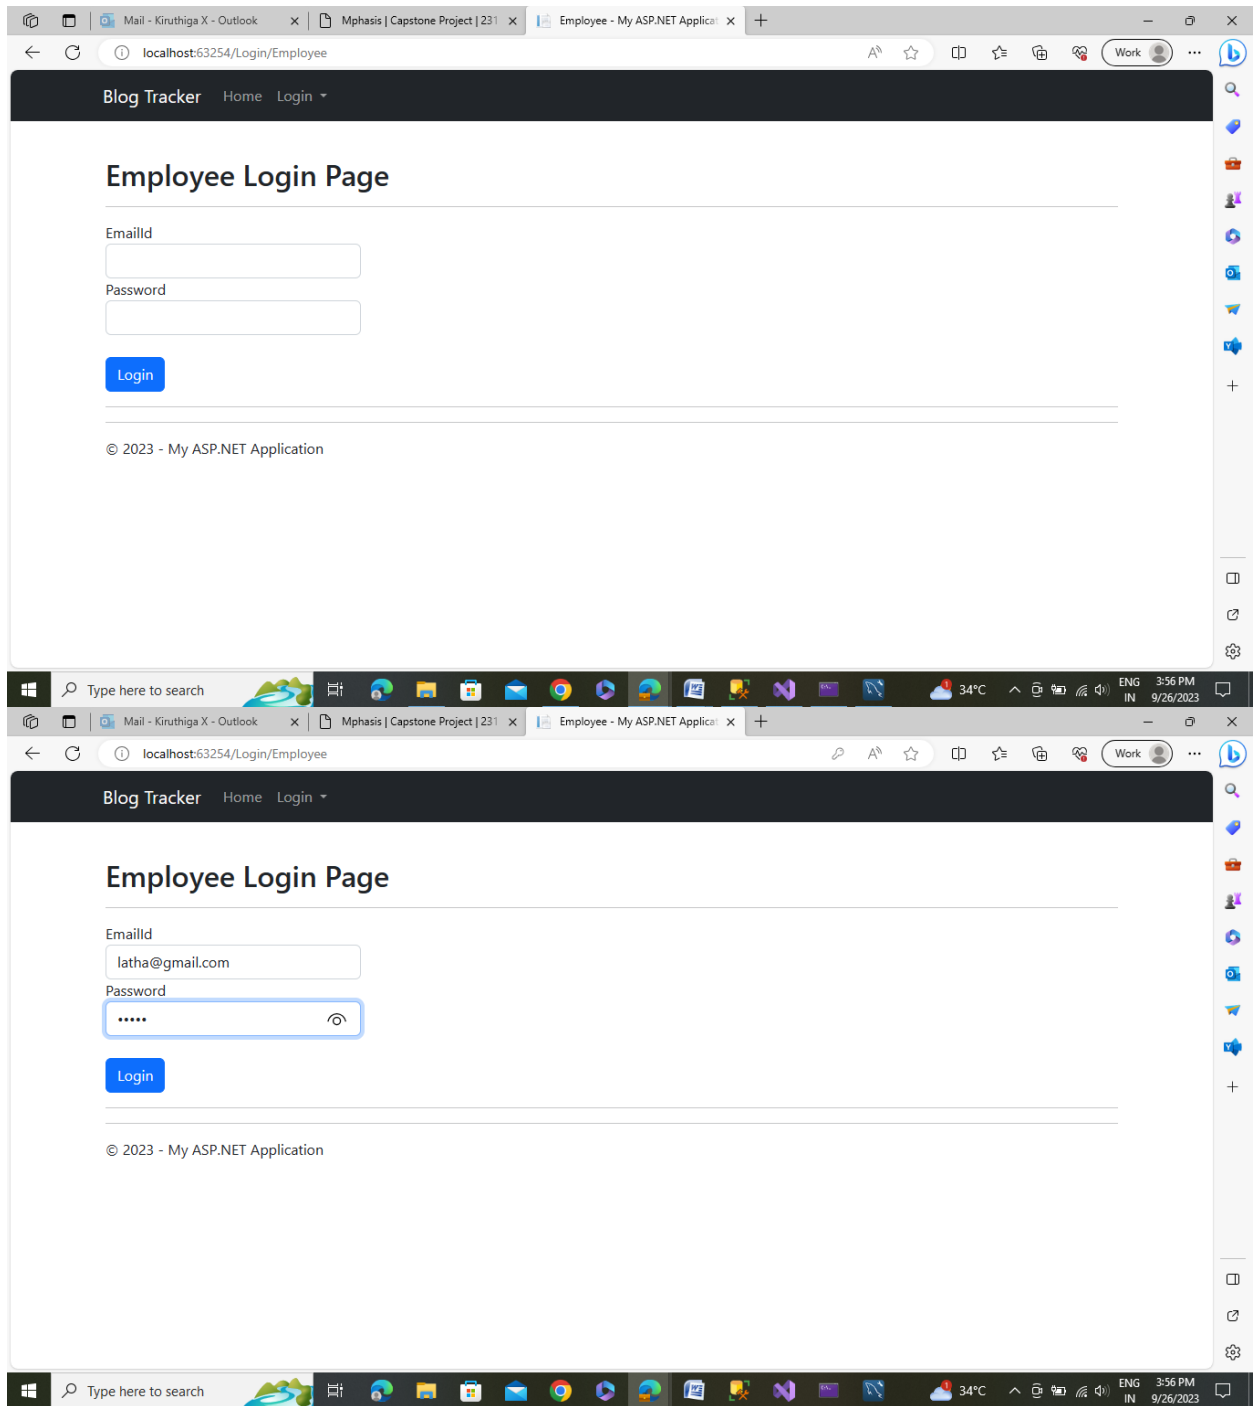 Mail - Kiruthiga X - Outlook
Mphasis | Capstone Project | 231
Employee - My ASP.NET Applicat
localhost:63254/Login/Employee
Work
Blog Tracker Home Login
Employee Login Page
EmailId
Password
Login
© 2023 - My ASP.NET Application
Type here to search
34°C
ENG
IN
3:56 PM
9/26/2023
Mail - Kiruthiga X - Outlook
Mphasis | Capstone Project | 231
Employee - My ASP.NET Applicat
localhost:63254/Login/Employee
Work
Blog Tracker Home Login
Employee Login Page
EmailId
latha@gmail.com
Password
•••••
Login
© 2023 - My ASP.NET Application
Type here to search
34°C
ENG
IN
3:56 PM
9/26/2023